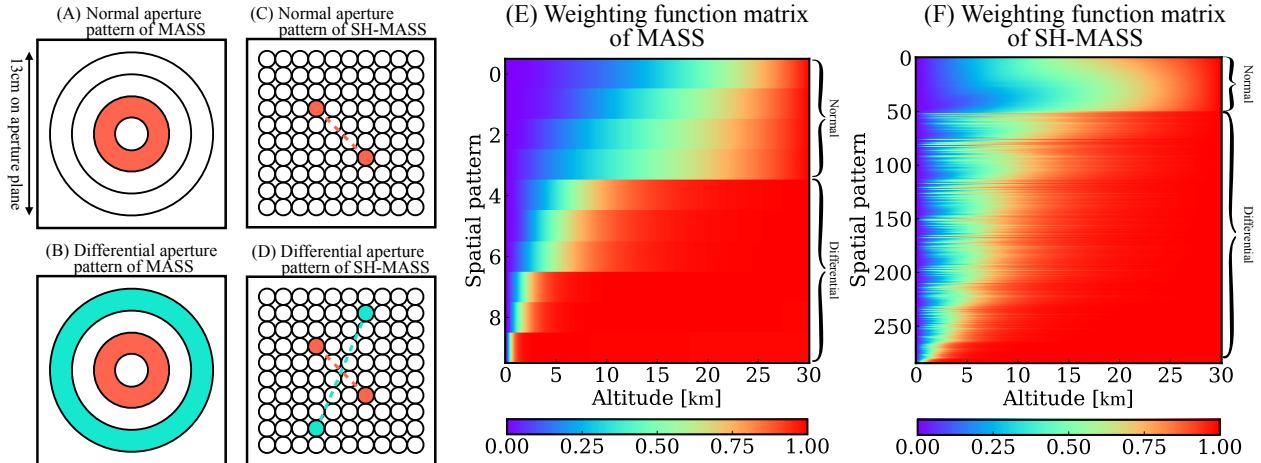 (A) Normal aperture
pattern of MASS
13cm on aperture plane
(B) Differential aperture
pattern of MASS
(C) Normal aperture
pattern of SH-MASS
(D) Differential aperture
pattern of SH-MASS
(E) Weighting function matrix
of MASS
Spatial pattern
0
2
4
6
8
Normal
Differential
0 5 10 15 20 25 30
Altitude [km]
0.00 0.25 0.50 0.75 1.00
(F) Weighting function matrix
of SH-MASS
Spatial pattern
0
50
100
150
200
250
Normal
Differential
0 5 10 15 20 25 30
Altitude [km]
0.00 0.25 0.50 0.75 1.00